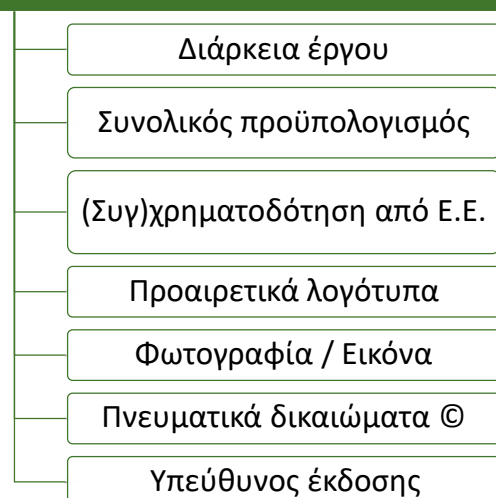 Διάρκεια έργου
Συνολικός προϋπολογισμός
(Συγ)χρηματοδότηση από Ε.Ε.
Προαιρετικά λογότυπα
Φωτογραφία / Εικόνα
Πνευματικά δικαιώματα ©
Υπεύθυνος έκδοσης